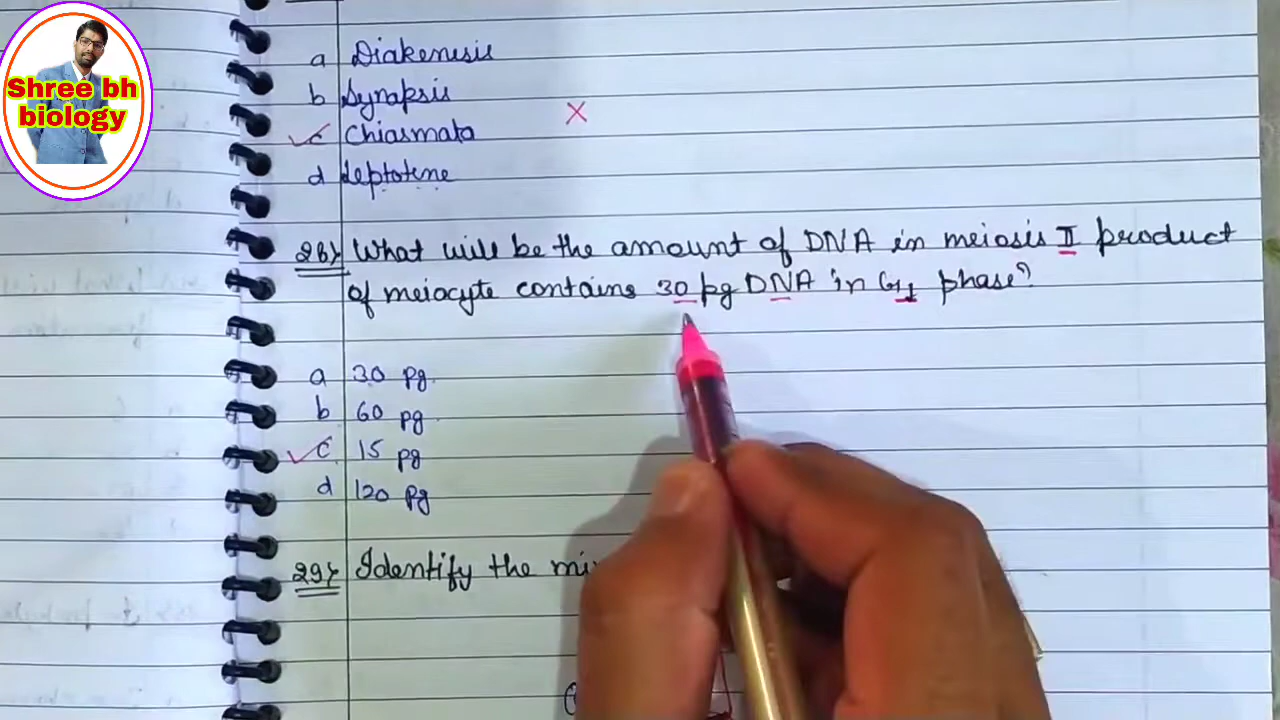 Shree bh
biology
a Diakenesis
b Synapsis
c Chiasmata
d Leptotene
28} What will be the amount of DNA in meiosis II product
of meiocyte contains 30 pg DNA in G1 phase?
a 30 pg.
b 60 pg
c 15 pg
d 120 pg
29} Identify the